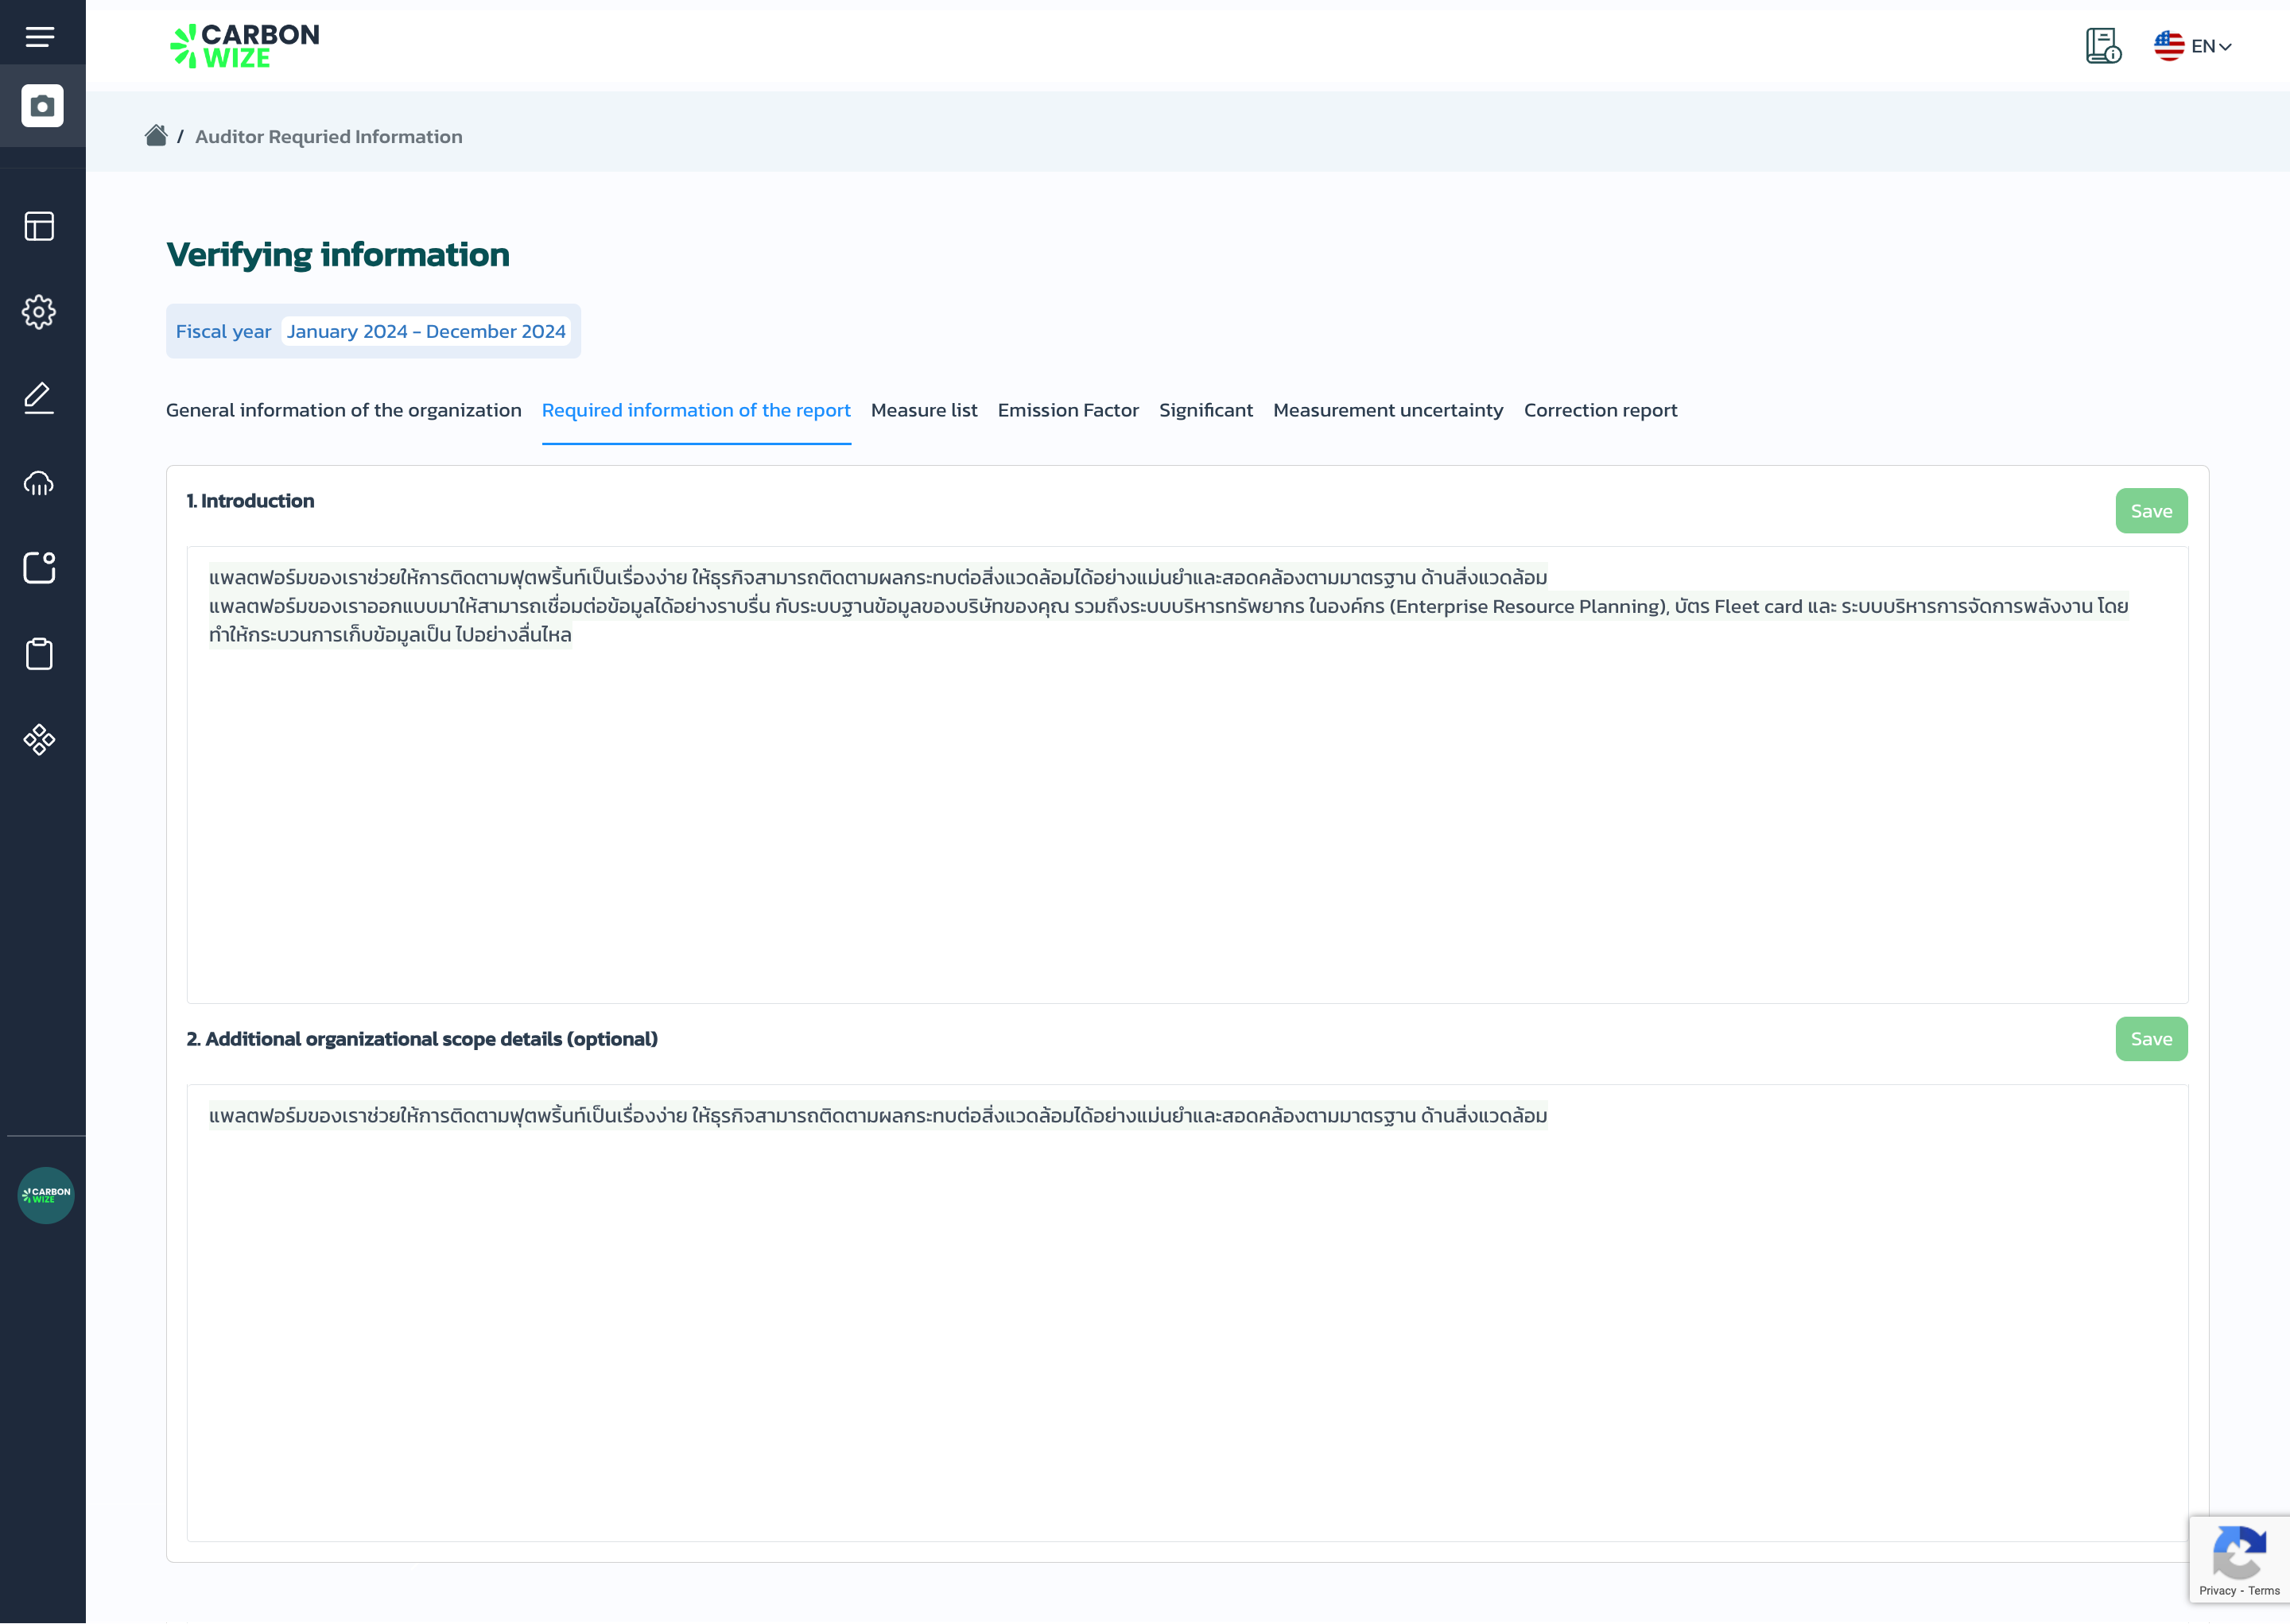 CARBON
WIZE
EN
/ Auditor Requried Information
Verifying information
Fiscal year January 2024 - December 2024
General information of the organization Required information of the report Measure list Emission Factor Significant Measurement uncertainty Correction report
1. Introduction
Save
แพลตฟอร์มของเราช่วยให้การติดตามฟุตพริ้นท์เป็นเรื่องง่าย ให้ธุรกิจสามารถติดตามผลกระทบต่อสิ่งแวดล้อมได้อย่างแม่นยำและสอดคล้องตามมาตรฐาน ด้านสิ่งแวดล้อม
แพลตฟอร์มของเราออกแบบมาให้สามารถเชื่อมต่อข้อมูลได้อย่างราบรื่น กับระบบฐานข้อมูลของบริษัทของคุณ รวมถึงระบบบริหารทรัพยากร ในองค์กร (Enterprise Resource Planning), บัตร Fleet card และ ระบบบริหารการจัดการพลังงาน โดย
ทำให้กระบวนการเก็บข้อมูลเป็น ไปอย่างลื่นไหล
2. Additional organizational scope details (optional)
Save
แพลตฟอร์มของเราช่วยให้การติดตามฟุตพริ้นท์เป็นเรื่องง่าย ให้ธุรกิจสามารถติดตามผลกระทบต่อสิ่งแวดล้อมได้อย่างแม่นยำและสอดคล้องตามมาตรฐาน ด้านสิ่งแวดล้อม
CARBON
WIZE
Privacy - Terms